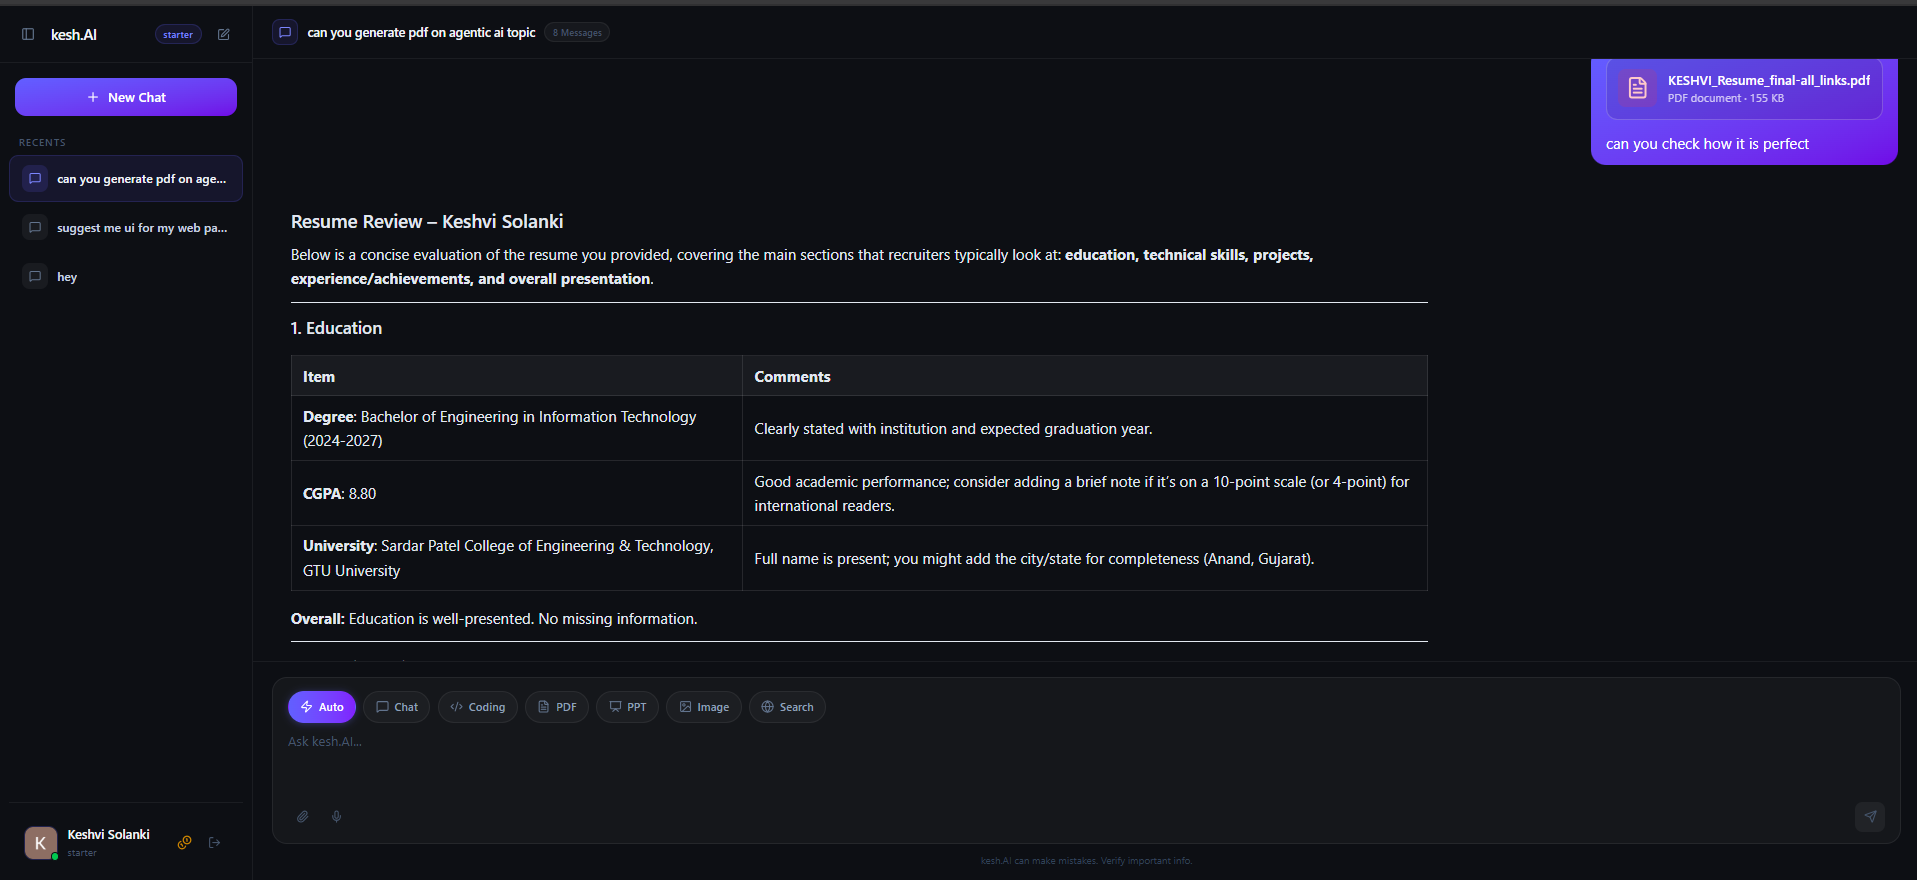 kesh.AI
starter
New Chat
RECENTS
can you generate pdf on age...
suggest me ui for my web pa...
hey
Keshvi Solanki
starter
K
can you generate pdf on agentic ai topic
8 Messages
KESHVI_Resume_final-all_links.pdf
PDF document · 155 KB
can you check how it is perfect
Resume Review – Keshvi Solanki
Below is a concise evaluation of the resume you provided, covering the main sections that recruiters typically look at: education, technical skills, projects,
experience/achievements, and overall presentation.
1. Education
Item
Comments
Degree: Bachelor of Engineering in Information Technology
(2024-2027)
Clearly stated with institution and expected graduation year.
CGPA: 8.80
Good academic performance; consider adding a brief note if it’s on a 10-point scale (or 4-point) for
international readers.
University: Sardar Patel College of Engineering & Technology,
GTU University
Full name is present; you might add the city/state for completeness (Anand, Gujarat).
Overall: Education is well-presented. No missing information.
Auto
Chat
Coding
PDF
PPT
Image
Search
Ask kesh.AI...
kesh.AI can make mistakes. Verify important info.